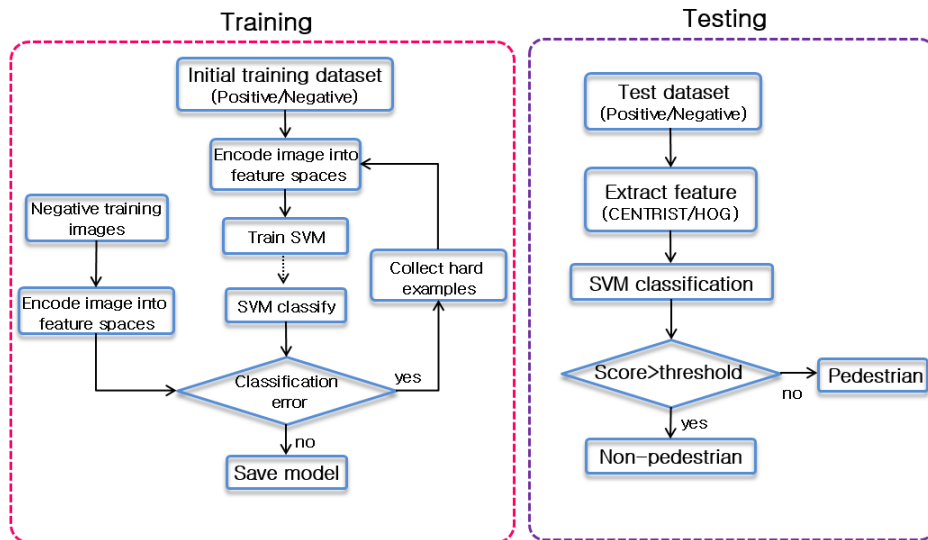 Training
Initial training dataset
(Positive/Negative)
Encode image into
feature spaces
Negative training
images
Train SVM
Collect hard
examples
Encode image into
feature spaces
SVM classify
Classification
error
yes
no
Save model
Testing
Test dataset
(Positive/Negative)
Extract feature
(CENTRIST/HOG)
SVM classification
Score>threshold
no
Pedestrian
yes
Non-pedestrian